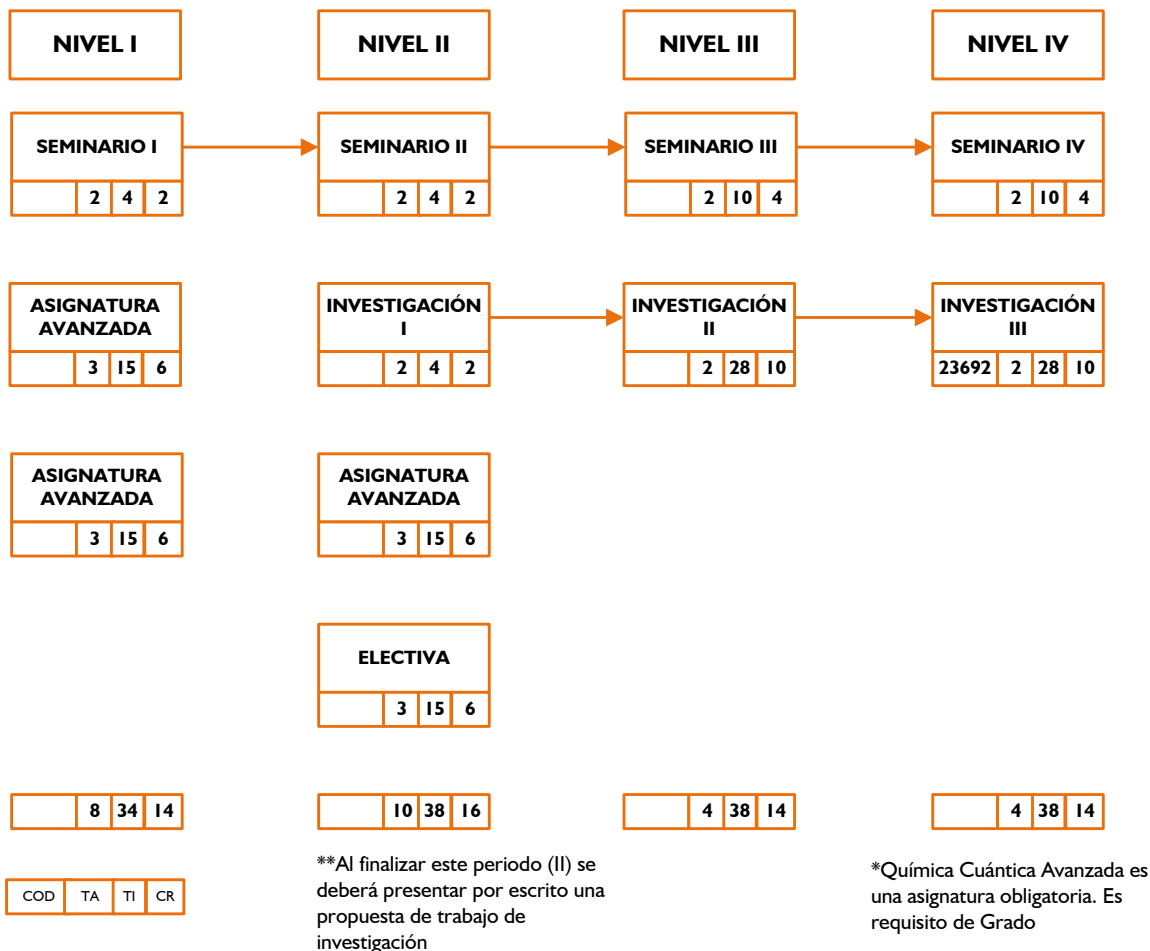 NIVEL I
NIVEL II
NIVEL III
NIVEL IV
SEMINARIO I
2 4 2
SEMINARIO II
2 4 2
SEMINARIO III
2 10 4
SEMINARIO IV
2 10 4
ASIGNATURA
AVANZADA
3 15 6
INVESTIGACIÓN
I
2 4 2
INVESTIGACIÓN
II
2 28 10
INVESTIGACIÓN
III
23692 2 28 10
ASIGNATURA
AVANZADA
3 15 6
ASIGNATURA
AVANZADA
3 15 6
ELECTIVA
3 15 6
8 34 14
10 38 16
4 38 14
4 38 14
COD TA TI CR
**Al finalizar este periodo (II) se
deberá presentar por escrito una
propuesta de trabajo de
investigación
*Química Cuántica Avanzada es
una asignatura obligatoria. Es
requisito de Grado